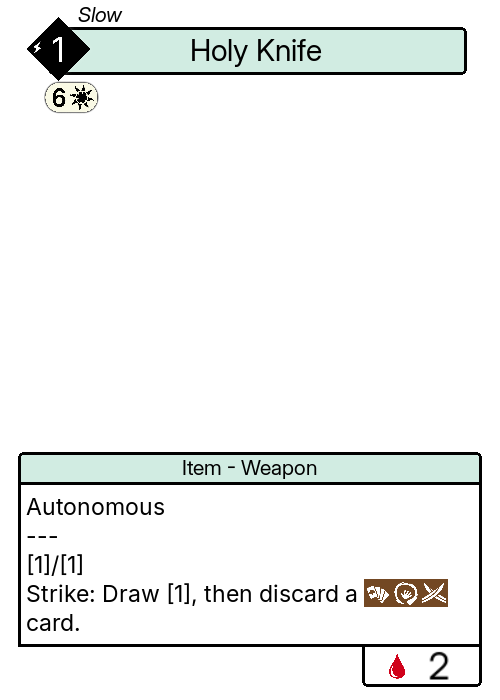 Slow
1
Holy Knife
6
Item - Weapon
Autonomous
---
[1]/[1]
Strike: Draw [1], then discard a
card.
2